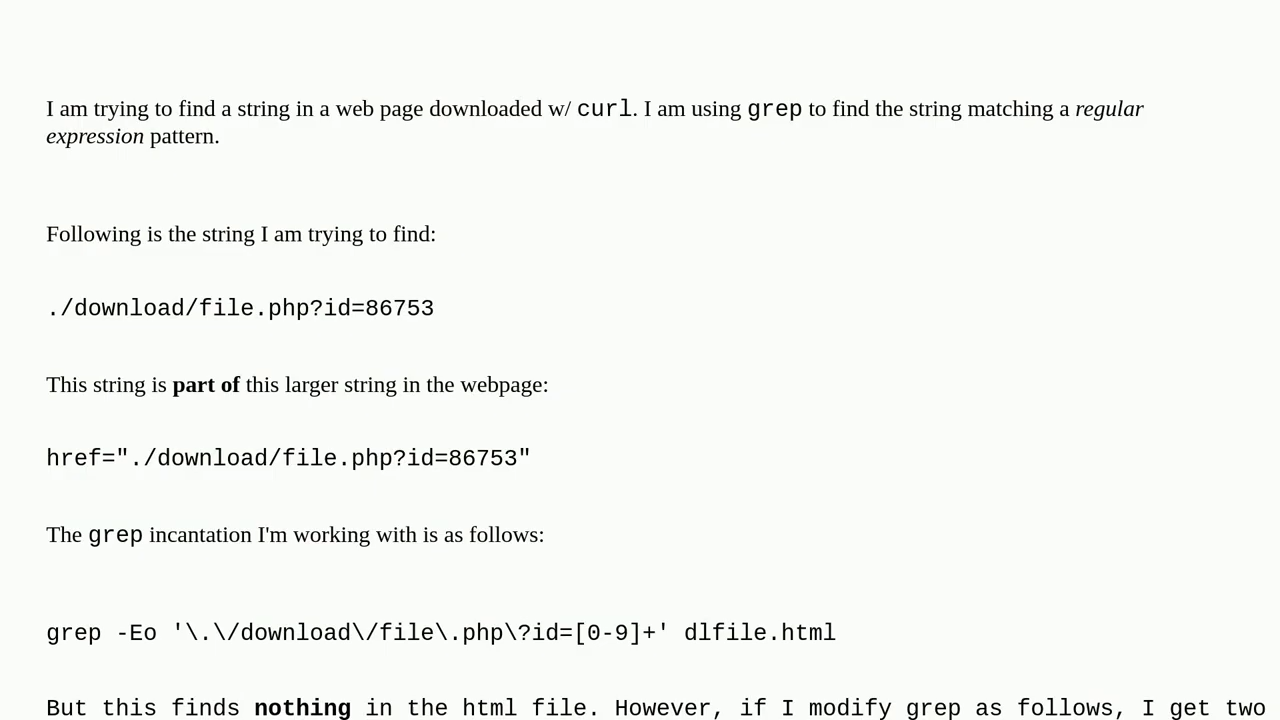 I am trying to find a string in a web page downloaded w/ curl. I am using grep to find the string matching a regular
expression pattern.
Following is the string I am trying to find:
./download/file.php?id=86753
This string is part of this larger string in the webpage:
href="./download/file.php?id=86753"
The grep incantation I'm working with is as follows:
grep -Eo '\.\/download\/file\.php\?id=[0-9]+' dlfile.html
But this finds nothing in the html file. However, if I modify grep as follows, I get two